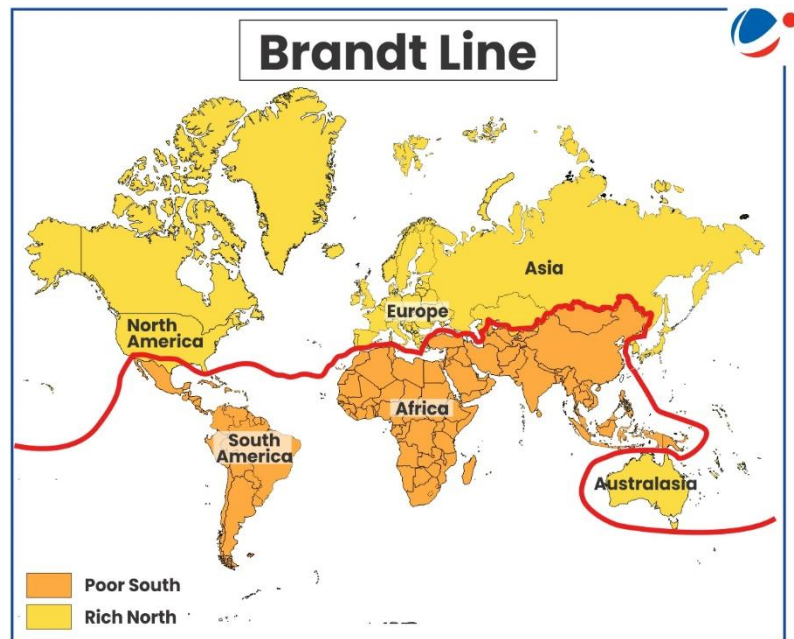 Brandt Line
Asia
Europe
North
America
Africa
South
America
Australasia
Poor South
Rich North